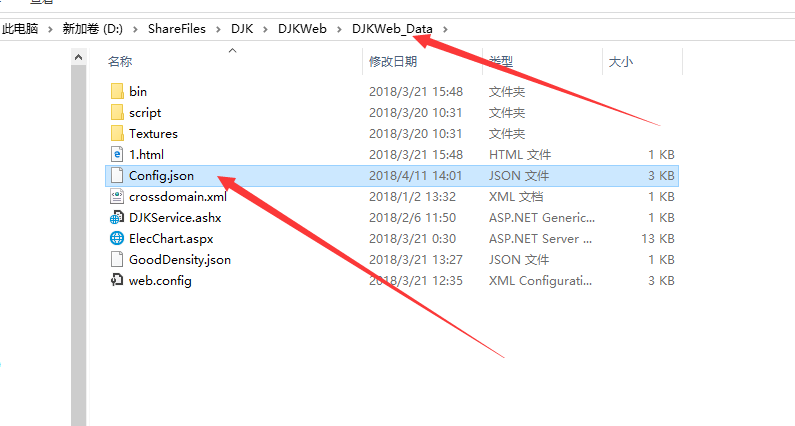 此电脑 新加卷 (D:) ShareFiles DJK DJKWeb DJKWeb_Data
名称 修改日期 类型 大小
bin 2018/3/21 15:48 文件夹
script 2018/3/20 10:31 文件夹
Textures 2018/3/20 10:31 文件夹
1.html 2018/3/21 15:48 HTML 文件 1 KB
Config.json 2018/4/11 14:01 JSON 文件 3 KB
crossdomain.xml 2018/1/2 13:32 XML 文档 1 KB
DJKService.ashx 2018/2/6 11:50 ASP.NET Generic... 1 KB
ElecChart.aspx 2018/3/21 0:30 ASP.NET Server ... 13 KB
GoodDensity.json 2018/3/21 13:27 JSON 文件 1 KB
web.config 2018/3/21 12:35 XML Configurati... 3 KB